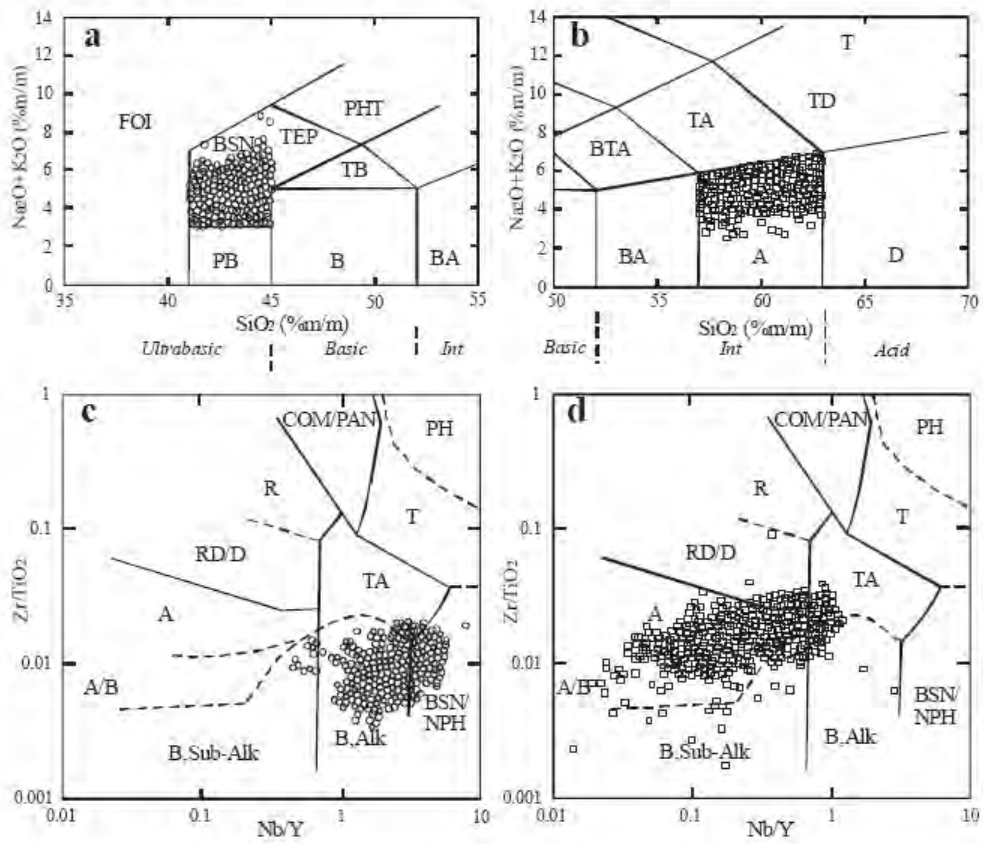 a
14
12
10
8
6
4
2
0
Na2O+K2O (%m/m)
FOI
BSN
TEP
PHT
TB
PB
B
BA
35
40
45
50
55
SiO2 (%m/m)
Ultrabasic
Basic
Int
b
14
12
10
8
6
4
2
0
Na2O+K2O (%m/m)
T
TD
TA
BTA
BA
A
D
50
55
60
65
70
SiO2 (%m/m)
Basic
Int
Acid
c
1
0.1
0.01
0.001
Zr/TiO2
COM/PAN
PH
R
T
RD/D
TA
A
A/B
BSN/
NPH
B,Alk
B,Sub-Alk
0.01
0.1
1
10
Nb/Y
d
1
0.1
0.01
0.001
Zr/TiO2
COM/PAN
PH
R
T
RD/D
TA
A
A/B
BSN/
NPH
B,Alk
B,Sub-Alk
0.01
0.1
1
10
Nb/Y